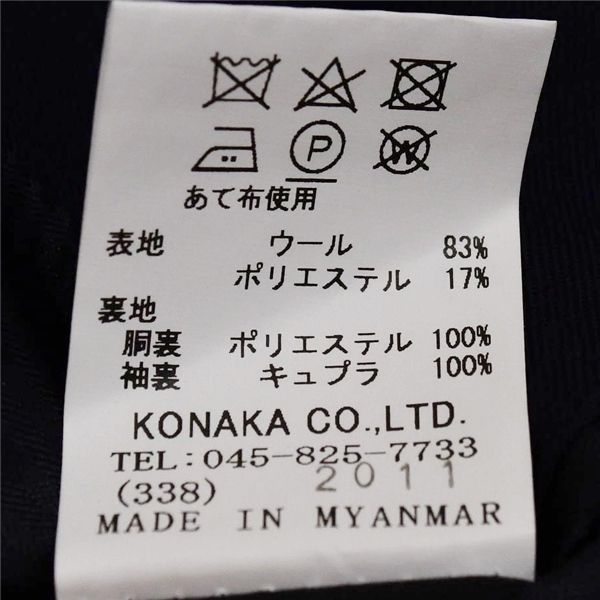 P W
あて布使用
表地 ウール 83%
ポリエステル 17%
裏地
胴裏 ポリエステル 100%
袖裏 キュプラ 100%
KONAKA CO.,LTD.
TEL:045-825-7733
(338) 2011
MADE IN MYANMAR